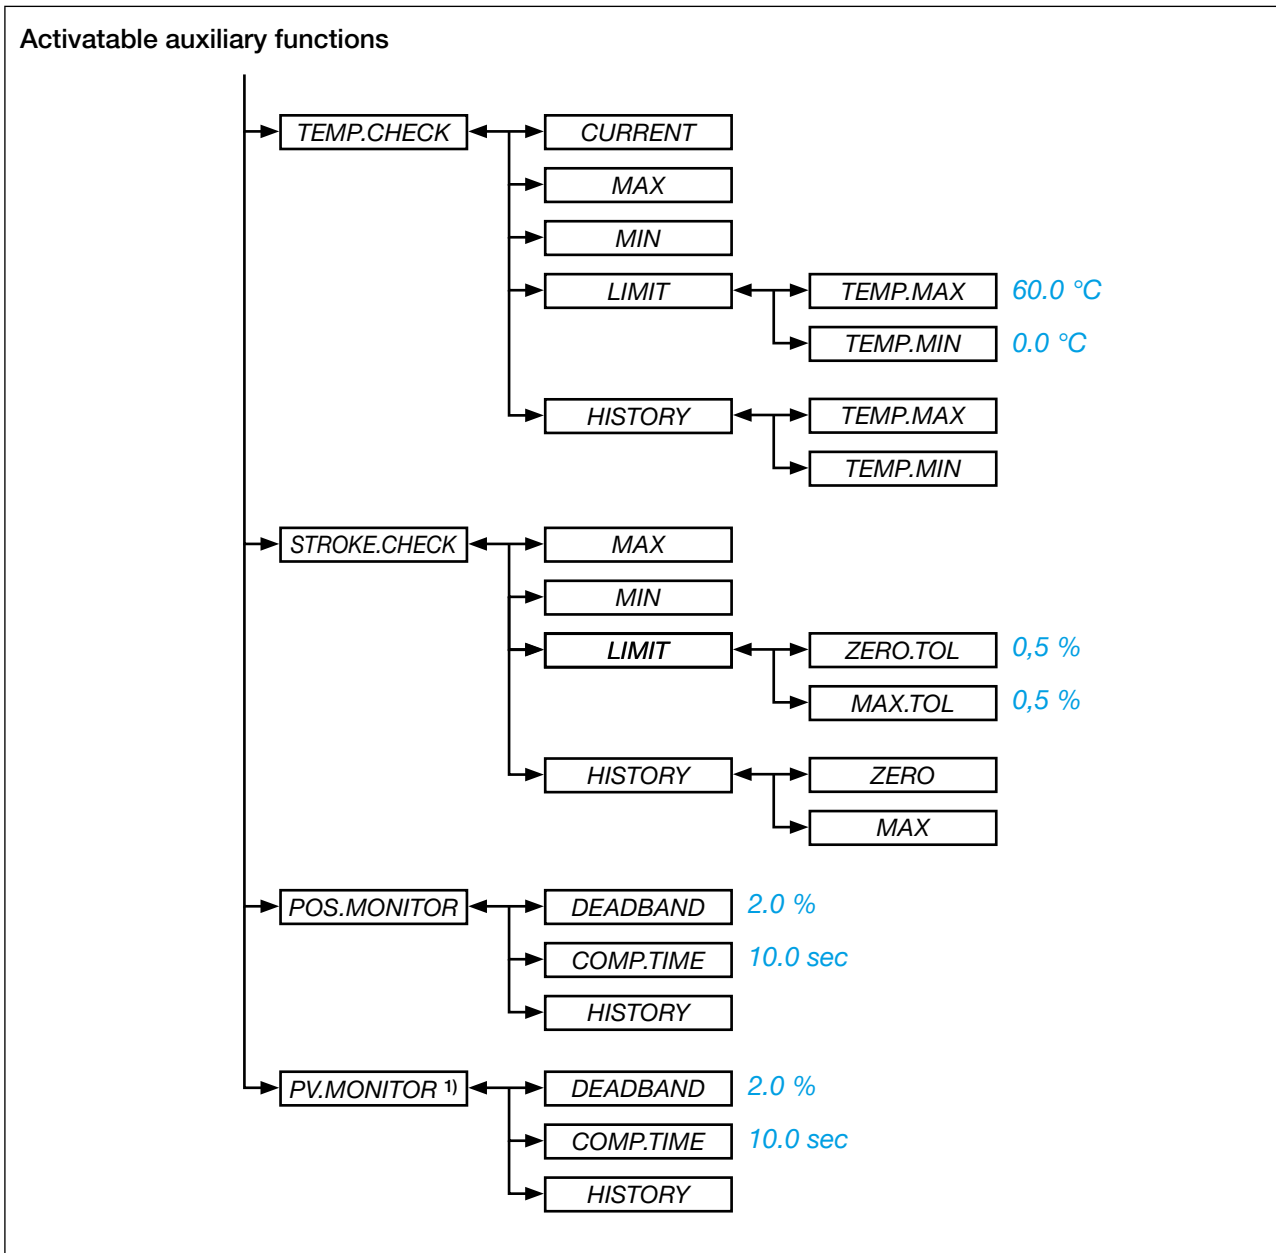 Activatable auxiliary functions
TEMP.CHECK
CURRENT
MAX
MIN
LIMIT
TEMP.MAX 60.0 °C
TEMP.MIN 0.0 °C
HISTORY
TEMP.MAX
TEMP.MIN
STROKE.CHECK
MAX
MIN
LIMIT
ZERO.TOL 0,5 %
MAX.TOL 0,5 %
HISTORY
ZERO
MAX
POS.MONITOR
DEADBAND 2.0 %
COMP.TIME 10.0 sec
HISTORY
PV.MONITOR 1)
DEADBAND 2.0 %
COMP.TIME 10.0 sec
HISTORY